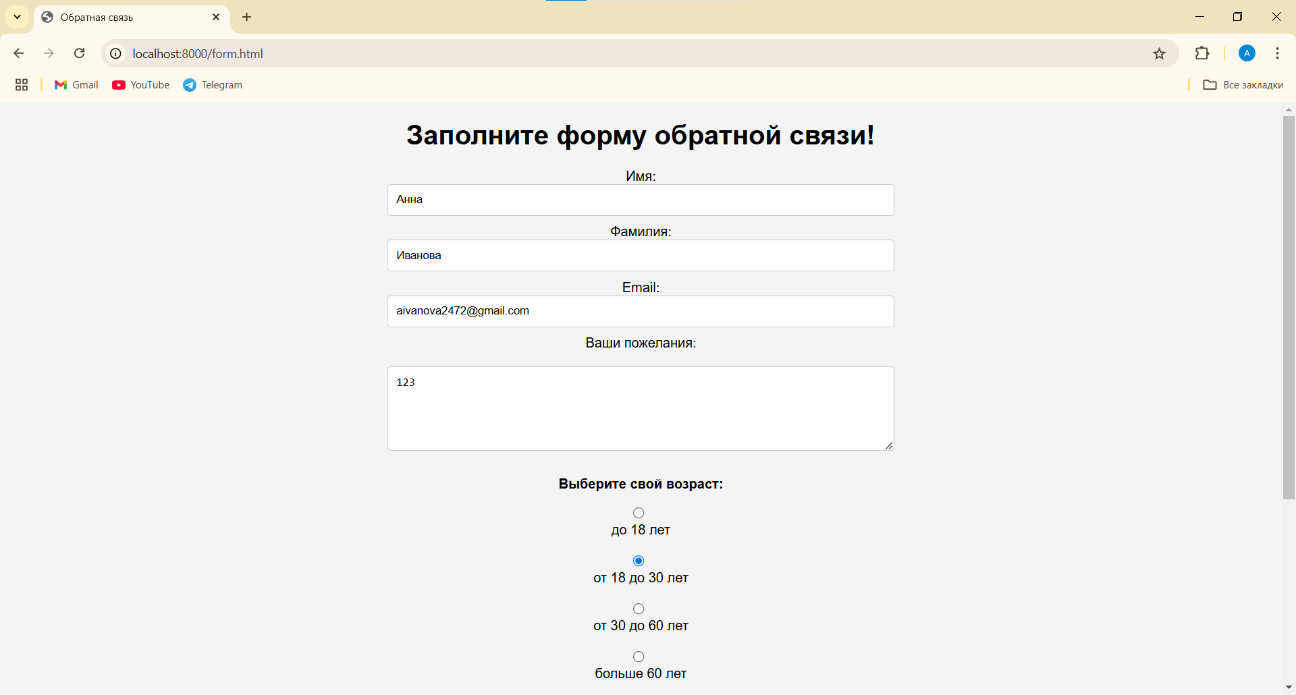 Обратная связь
localhost:8000/form.html
A
Gmail YouTube Telegram Все закладки
Заполните форму обратной связи!
Имя:
Анна
Фамилия:
Иванова
Email:
aivanova2472@gmail.com
Ваши пожелания:
123
Выберите свой возраст:
до 18 лет
от 18 до 30 лет
от 30 до 60 лет
больше 60 лет